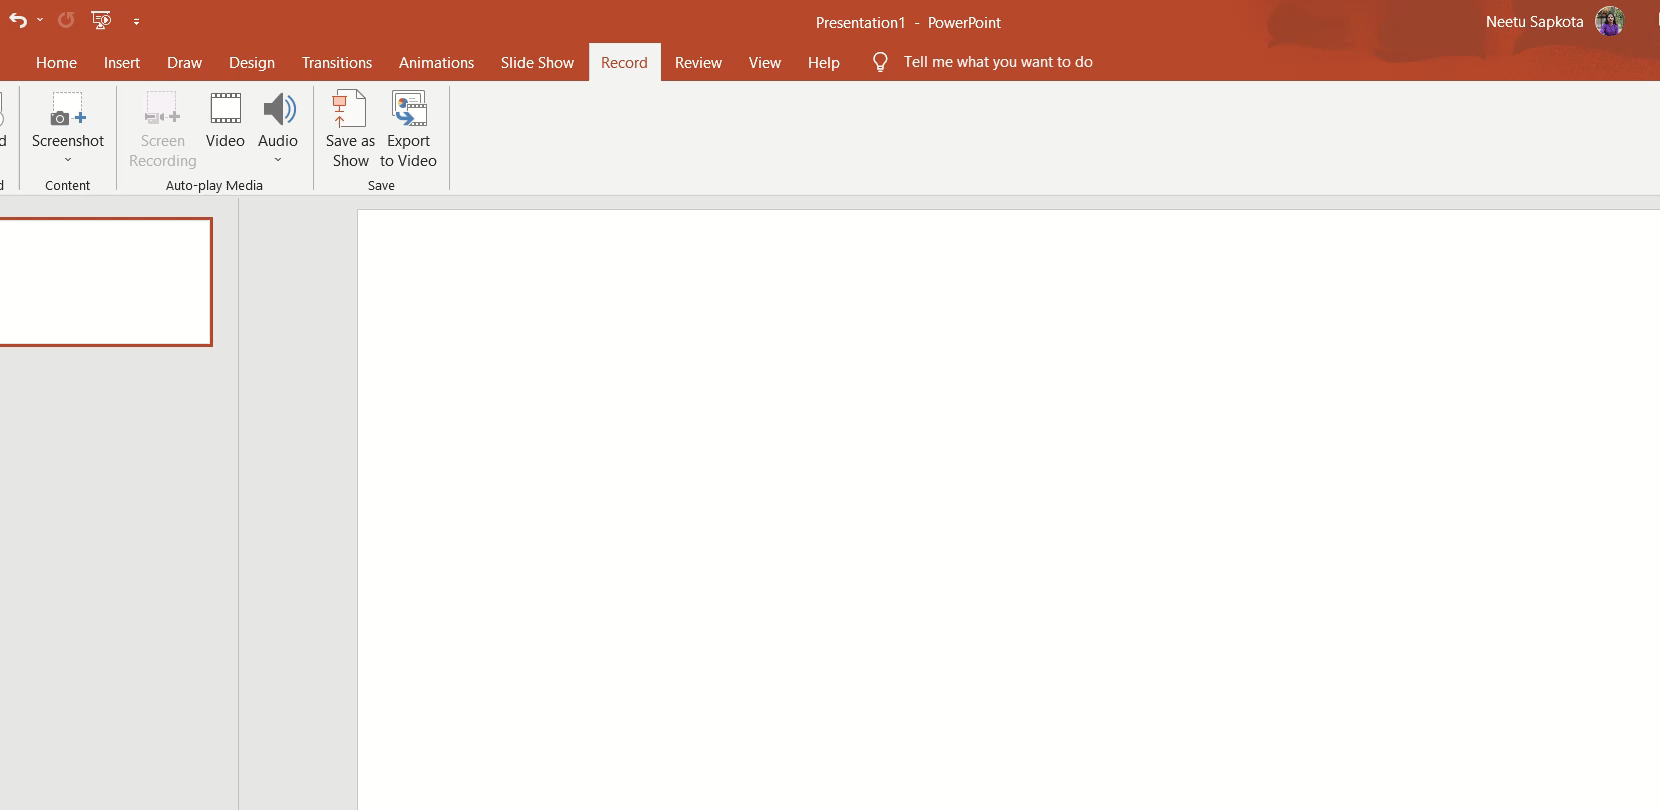 Presentation1 - PowerPoint
Neetu Sapkota
Home Insert Draw Design Transitions Animations Slide Show Record Review View Help Tell me what you want to do
d Screenshot Screen Recording Video Audio Save as Show Export to Video
d Content Auto-play Media Save